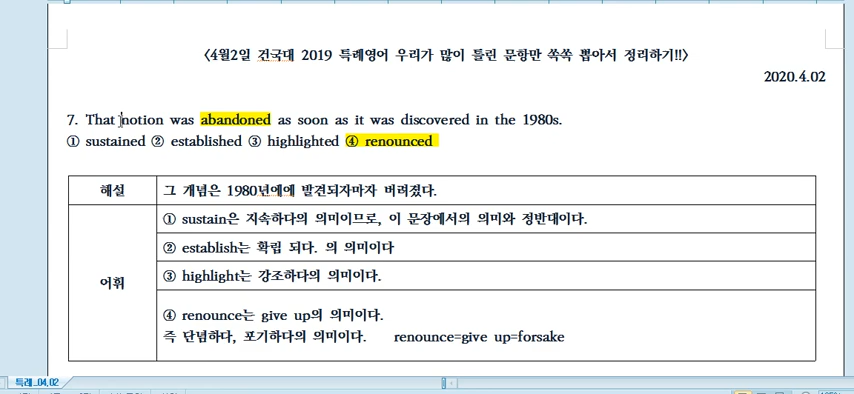 <4월2일 건국대 2019 특례영어 우리가 많이 틀린 문항만 쏙쏙 뽑아서 정리하기!!>
2020.4.02
7. That notion was abandoned as soon as it was discovered in the 1980s.
① sustained ② established ③ highlighted ④ renounced
해설 그 개념은 1980년에에 발견되자마자 버려졌다.
① sustain은 지속하다의 의미이므로, 이 문장에서의 의미와 정반대이다.
② establish는 확립 되다. 의 의미이다
③ highlight는 강조하다의 의미이다.
어휘
④ renounce는 give up의 의미이다.
즉 단념하다, 포기하다의 의미이다. renounce=give up=forsake
특례_04.02